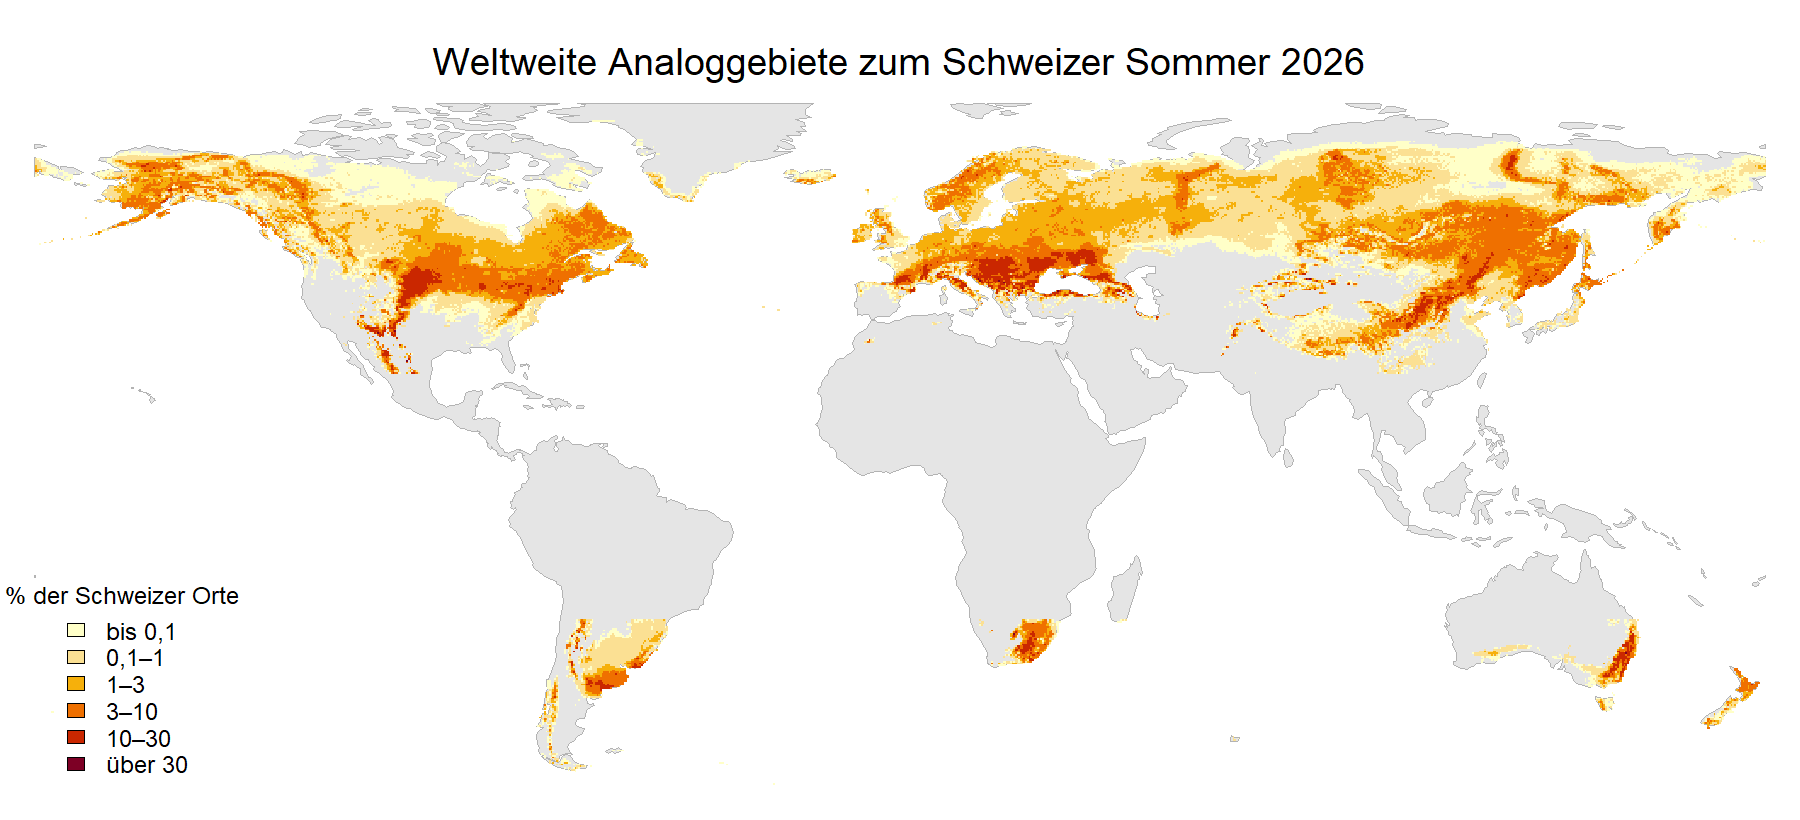 Weltweite Analoggebiete zum Schweizer Sommer 2026
% der Schweizer Orte
bis 0,1
0,1–1
1–3
3–10
10–30
über 30